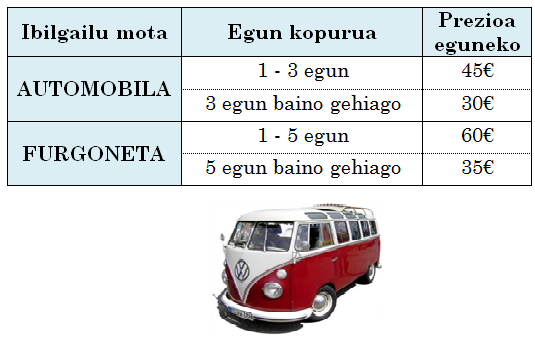 Ibilgailu mota Egun kopurua Prezioa eguneko
AUTOMOBILA
1 - 3 egun 45€
3 egun baino gehiago 30€
FURGONETA
1 - 5 egun 60€
5 egun baino gehiago 35€